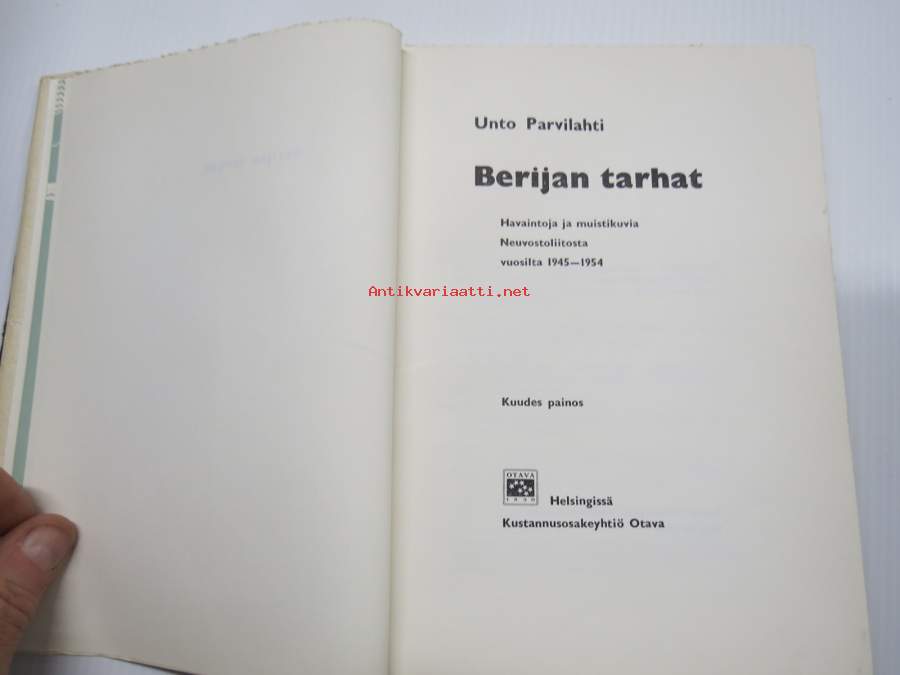 Unto Parvilahti
Berijan tarhat
Havaintoja ja muistikuvia
Neuvostoliitosta
vuosilta 1945—1954
Antikvariaatti.net
Kuudes painos
OTAVA
1890
Helsingissä
Kustannusosakeyhtiö Otava